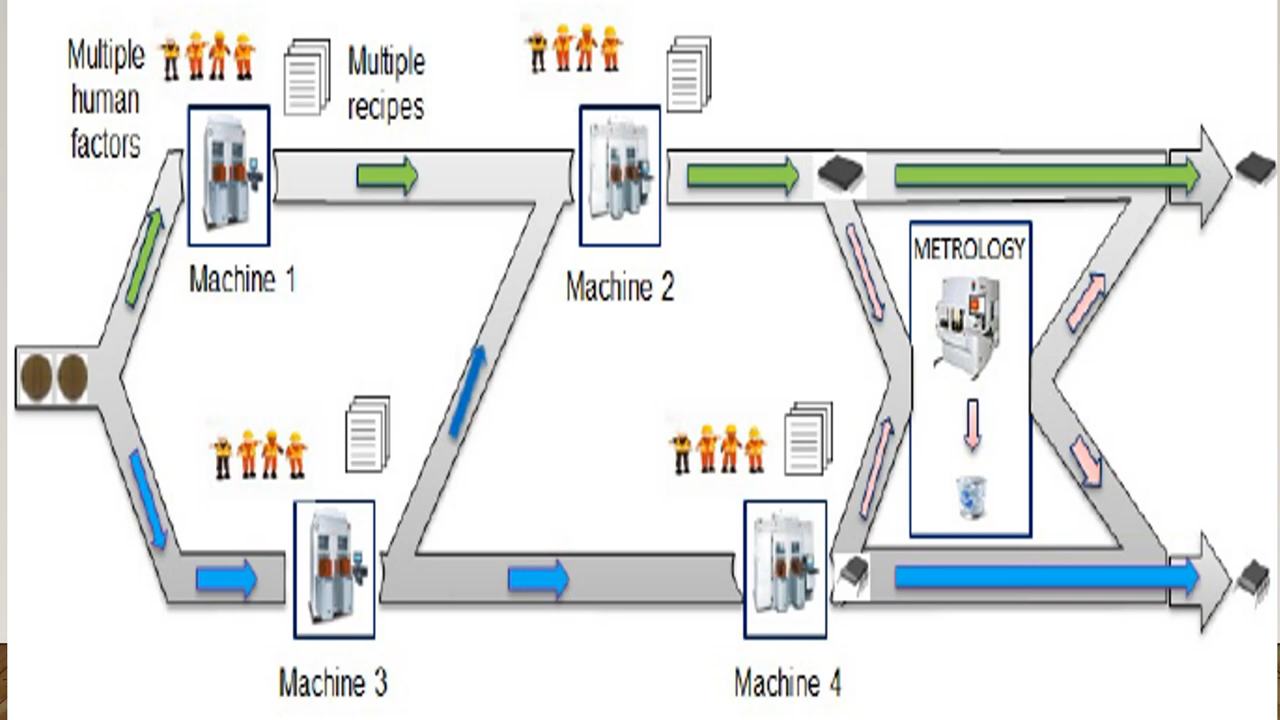 Multiple
human
factors
Multiple
recipes
Machine 1
Machine 2
METROLOGY
Machine 3
Machine 4